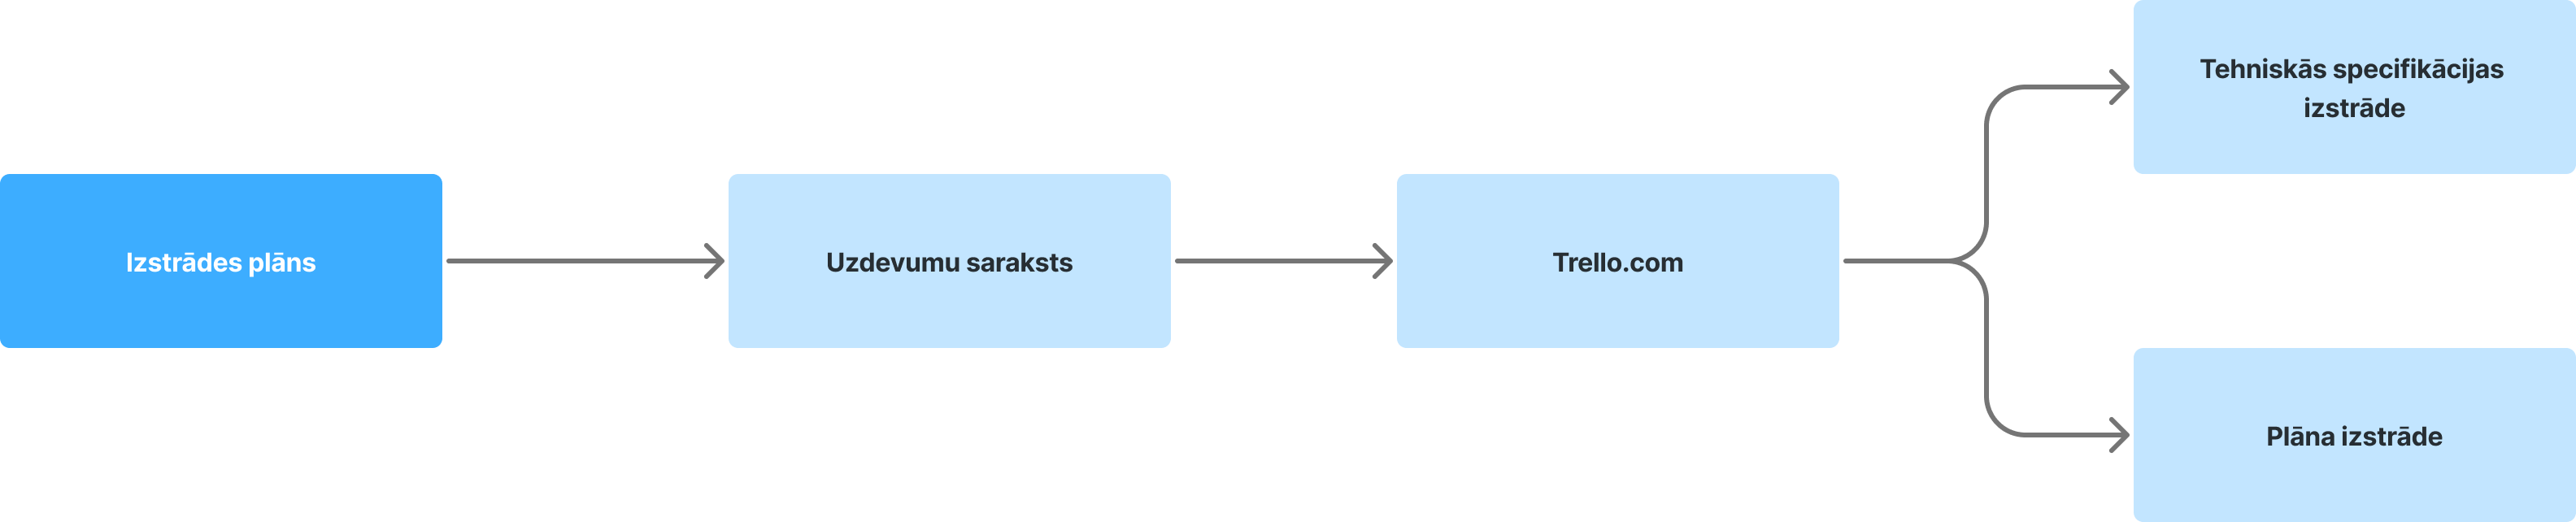 Izstrādes plāns
Uzdevumu saraksts
Trello.com
Tehniskās specifikācijas
izstrāde
Plāna izstrāde